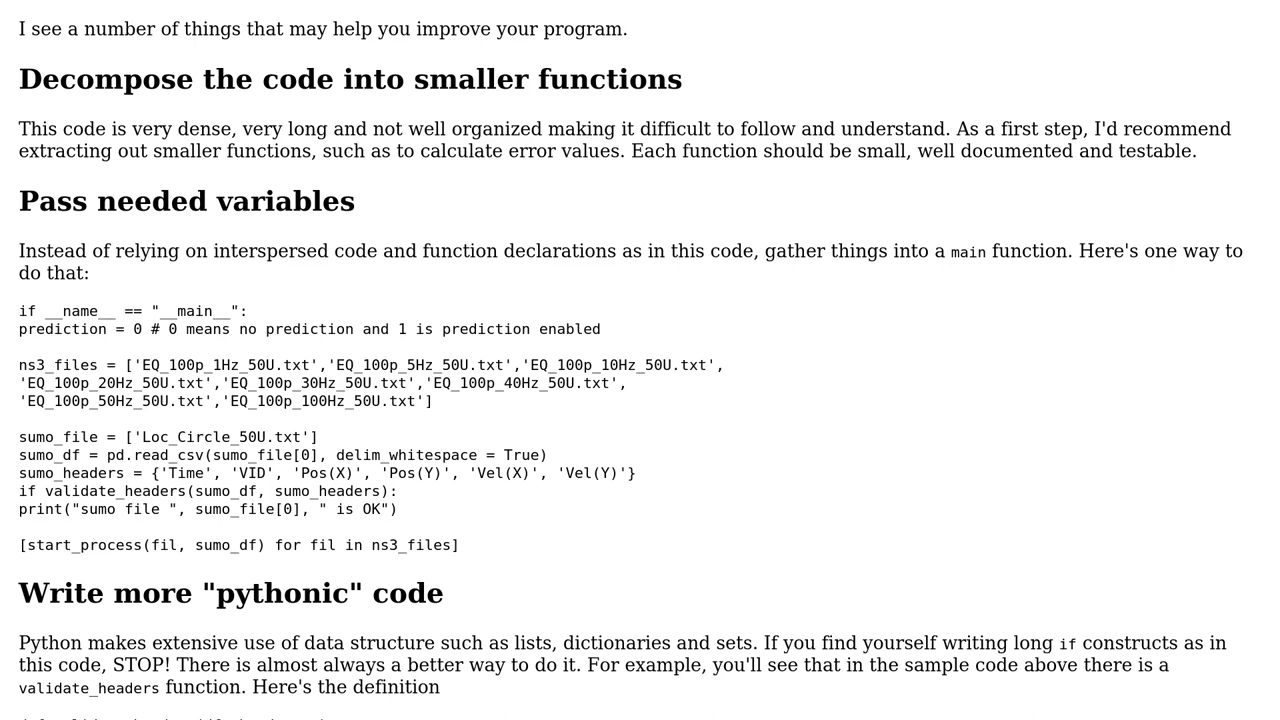 I see a number of things that may help you improve your program.
Decompose the code into smaller functions
This code is very dense, very long and not well organized making it difficult to follow and understand. As a first step, I'd recommend
extracting out smaller functions, such as to calculate error values. Each function should be small, well documented and testable.
Pass needed variables
Instead of relying on interspersed code and function declarations as in this code, gather things into a main function. Here's one way to
do that:
if __name__ == "__main__":
prediction = 0 # 0 means no prediction and 1 is prediction enabled
ns3_files = ['EQ_100p_1Hz_50U.txt','EQ_100p_5Hz_50U.txt','EQ_100p_10Hz_50U.txt',
'EQ_100p_20Hz_50U.txt','EQ_100p_30Hz_50U.txt','EQ_100p_40Hz_50U.txt',
'EQ_100p_50Hz_50U.txt','EQ_100p_100Hz_50U.txt']
sumo_file = ['Loc_Circle_50U.txt']
sumo_df = pd.read_csv(sumo_file[0], delim_whitespace = True)
sumo_headers = {'Time', 'VID', 'Pos(X)', 'Pos(Y)', 'Vel(X)', 'Vel(Y)'}
if validate_headers(sumo_df, sumo_headers):
print("sumo file ", sumo_file[0], " is OK")
[start_process(fil, sumo_df) for fil in ns3_files]
Write more "pythonic" code
Python makes extensive use of data structure such as lists, dictionaries and sets. If you find yourself writing long if constructs as in
this code, STOP! There is almost always a better way to do it. For example, you'll see that in the sample code above there is a
validate_headers function. Here's the definition